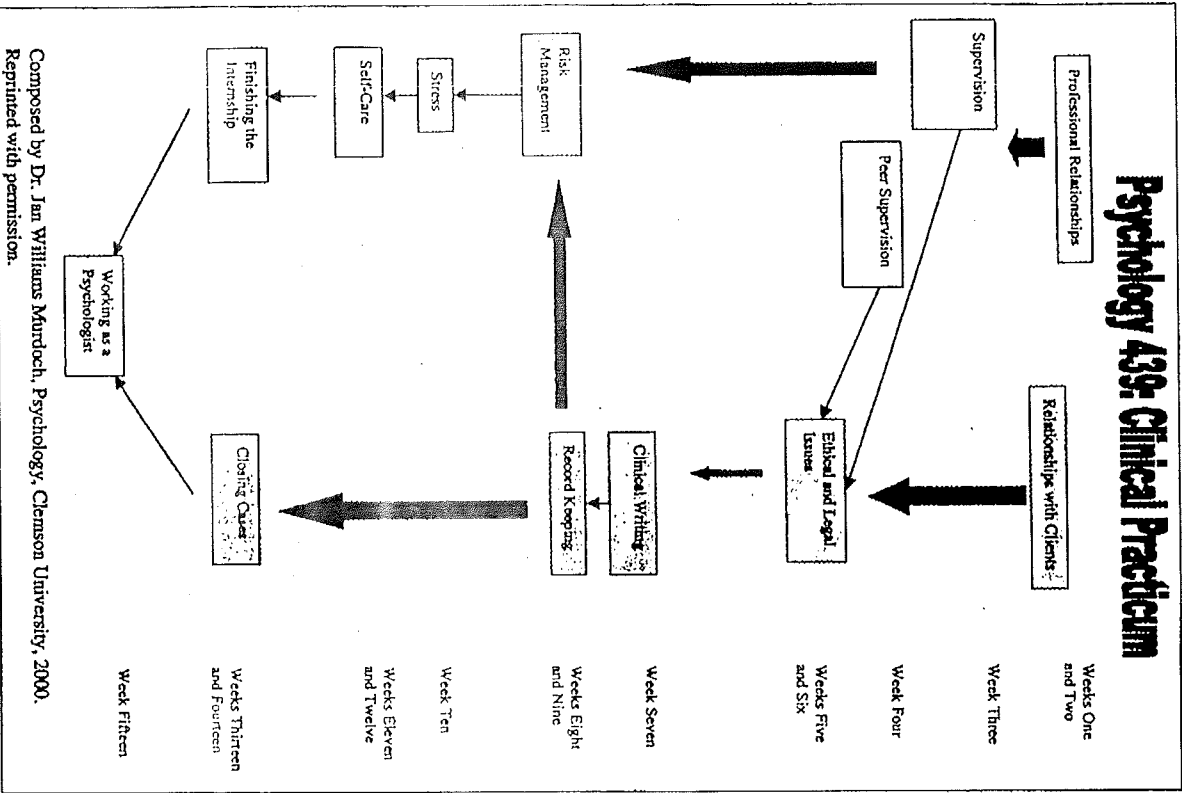 Psychology 439: Clinical Practicum
Professional Relationships
Relationships with Clients
Weeks One
and Two
Supervision
Week Three
Peer Supervision
Week Four
Ethical and Legal
Issues
Weeks Five
and Six
Clinical Writing
Week Seven
Risk
Management
Record Keeping
Weeks Eight
and Nine
Stress
Week Ten
Self-Care
Weeks Eleven
and Twelve
Finishing the
Internship
Closing Cases
Weeks Thirteen
and Fourteen
Working as a
Psychologist
Week Fifteen
Composed by Dr. Jan Williams Murdoch, Psychology, Clemson University, 2000.
Reprinted with permission.